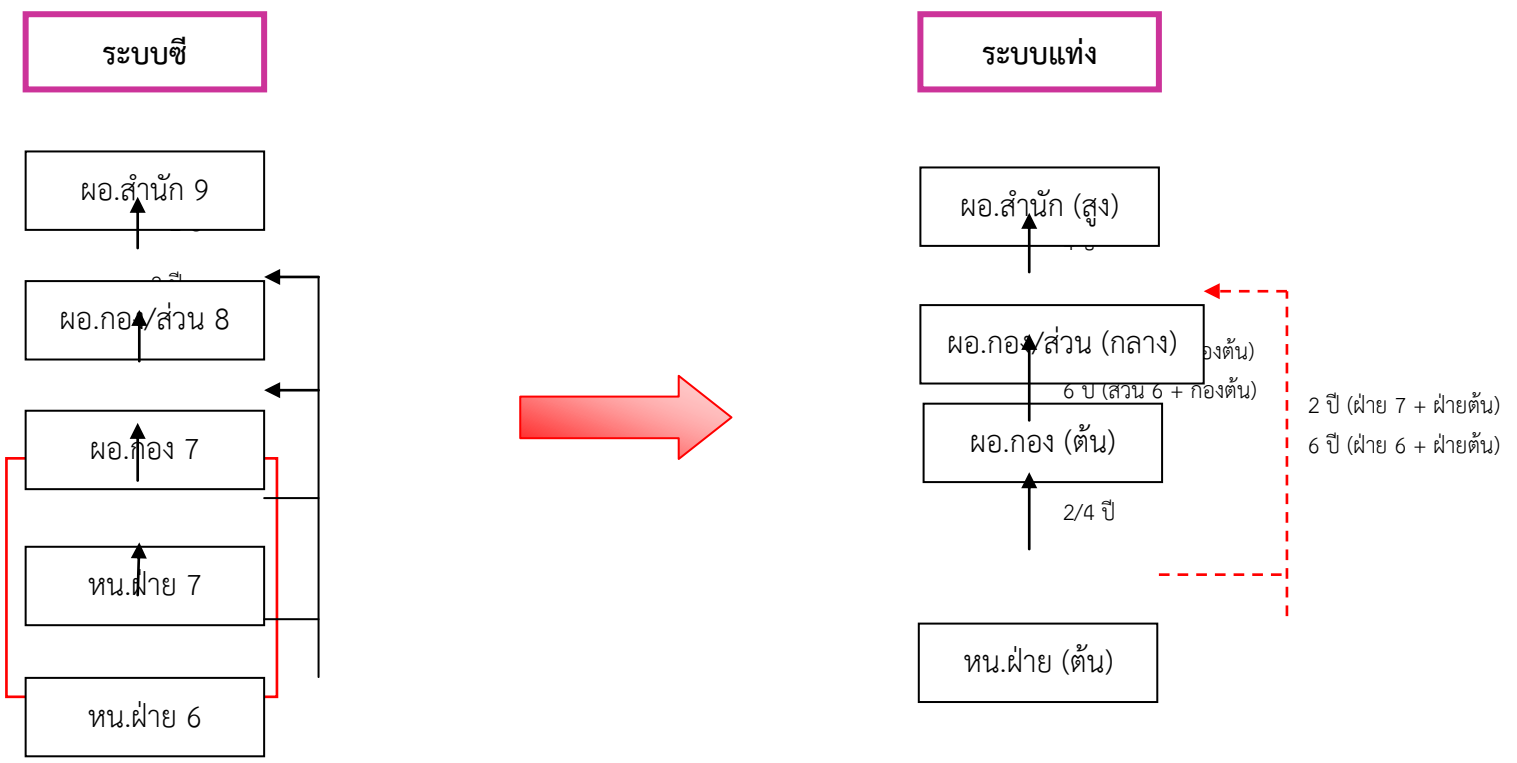 ระบบซี
ระบบแท่ง
ผอ.สำนัก 9
ผอ.กอง/ส่วน 8
ผอ.กอง 7
หน.ฝ่าย 7
หน.ฝ่าย 6
ผอ.สำนัก (สูง)
ผอ.กอง/ส่วน (กลาง)
องต้น)
6 ปี (ส่วน 6 + กองต้น)
ผอ.กอง (ต้น)
2/4 ปี
หน.ฝ่าย (ต้น)
2 ปี (ฝ่าย 7 + ฝ่ายต้น)
6 ปี (ฝ่าย 6 + ฝ่ายต้น)